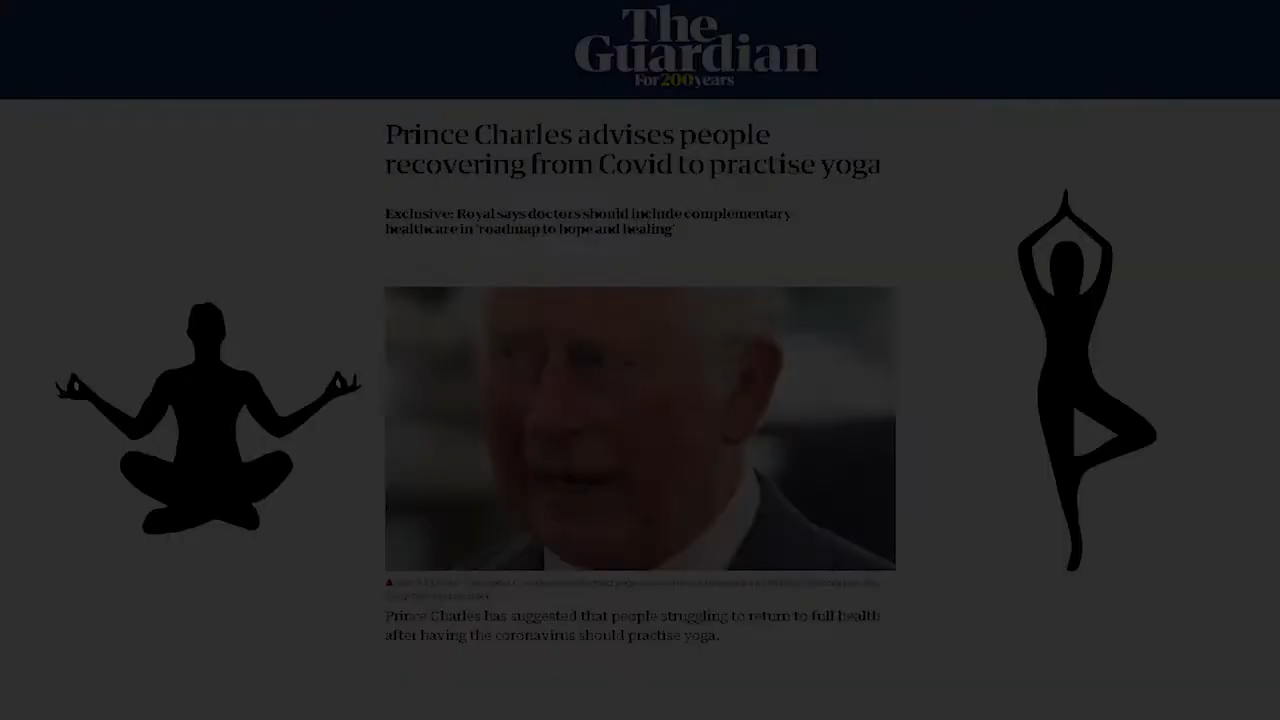 The
Guardian
For 200 years
Prince Charles advises people
recovering from Covid to practise yoga
Exclusive: Royal says doctors should include complementary
healthcare in 'roadmap to hope and healing'
Prince Charles has suggested that people struggling to return to full health
after having the coronavirus should practise yoga.